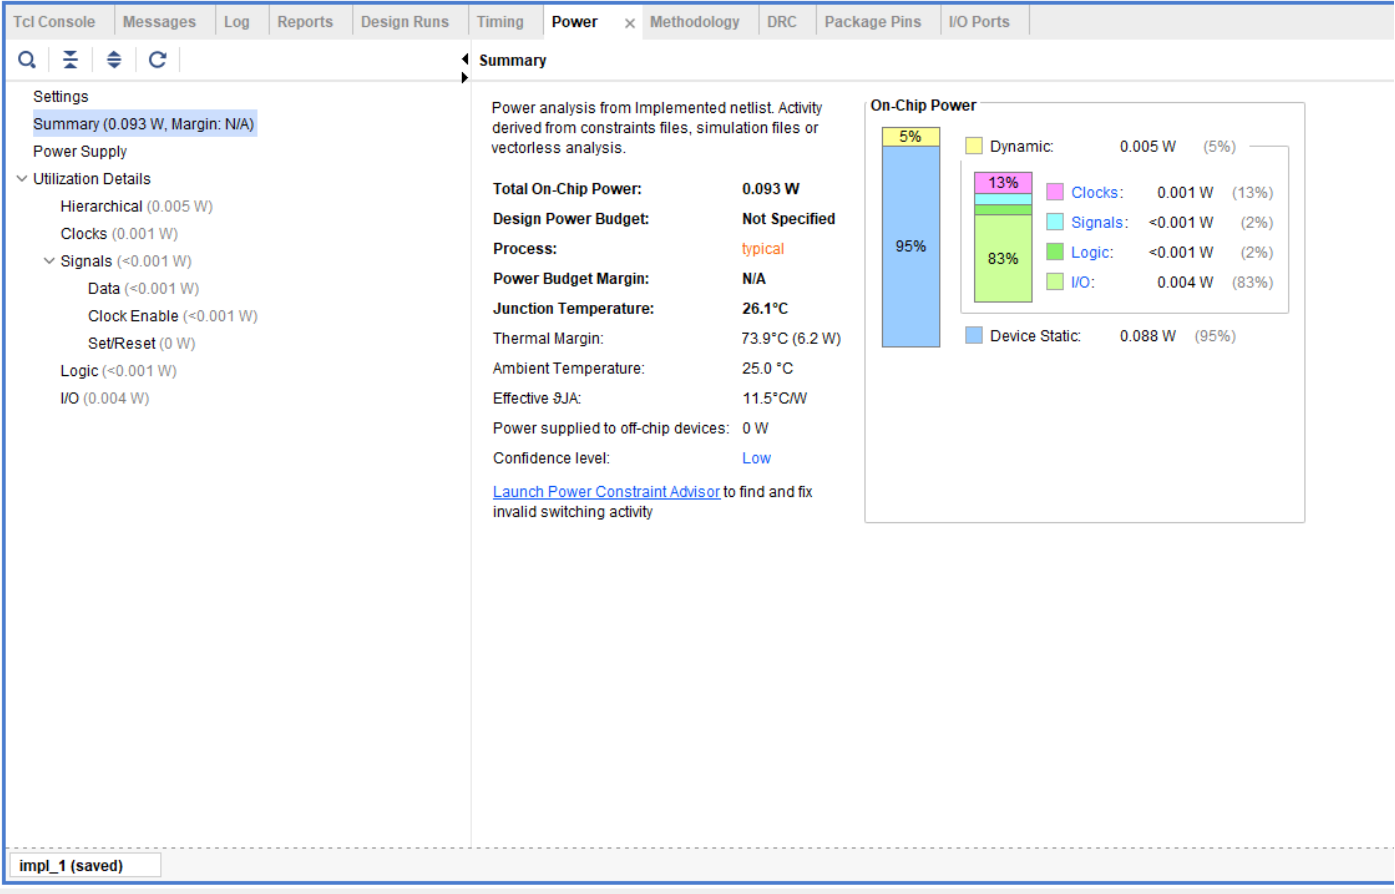 Tcl Console Messages Log Reports Design Runs Timing Power × Methodology DRC Package Pins I/O Ports
Summary
Settings
Summary (0.093 W, Margin: N/A)
Power Supply
Utilization Details
Hierarchical (0.005 W)
Clocks (0.001 W)
Signals (<0.001 W)
Data (<0.001 W)
Clock Enable (<0.001 W)
Set/Reset (0 W)
Logic (<0.001 W)
I/O (0.004 W)
Power analysis from Implemented netlist. Activity
derived from constraints files, simulation files or
vectorless analysis.
Total On-Chip Power: 0.093 W
Design Power Budget: Not Specified
Process: typical
Power Budget Margin: N/A
Junction Temperature: 26.1°C
Thermal Margin: 73.9°C (6.2 W)
Ambient Temperature: 25.0 °C
Effective ϑJA: 11.5°C/W
Power supplied to off-chip devices: 0 W
Confidence level: Low
Launch Power Constraint Advisor to find and fix
invalid switching activity
On-Chip Power
5%
95%
Dynamic: 0.005 W (5%)
13%
83%
Clocks: 0.001 W (13%)
Signals: <0.001 W (2%)
Logic: <0.001 W (2%)
I/O: 0.004 W (83%)
Device Static: 0.088 W (95%)
impl_1 (saved)